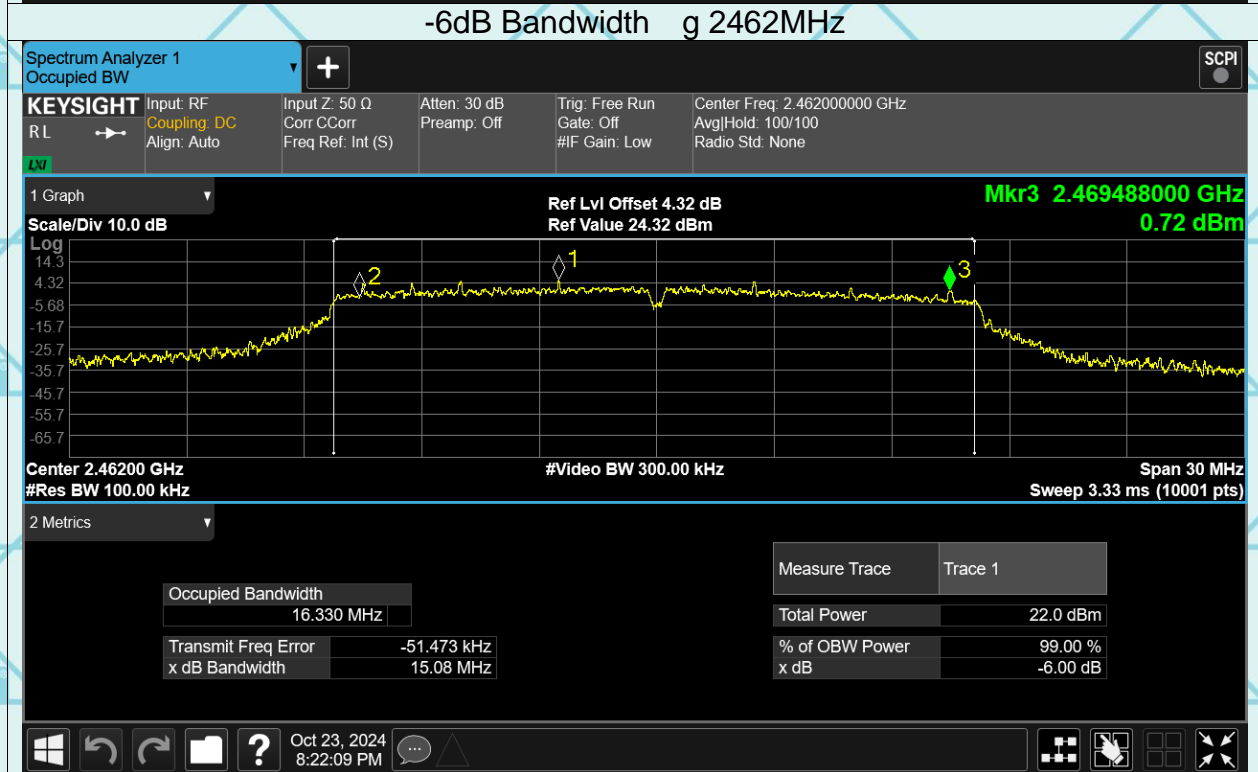 -6dB Bandwidth    g 2462MHz
Spectrum Analyzer 1
Occupied BW
SCPI
KEYSIGHT
R L
LXI
Input: RF
Coupling: DC
Align: Auto
Input Z: 50 Ω
Corr CCorr
Freq Ref: Int (S)
Atten: 30 dB
Preamp: Off
Trig: Free Run
Gate: Off
#IF Gain: Low
Center Freq: 2.462000000 GHz
Avg|Hold: 100/100
Radio Std: None
1 Graph
Scale/Div 10.0 dB
Ref Lvl Offset 4.32 dB
Ref Value 24.32 dBm
Mkr3 2.469488000 GHz
0.72 dBm
Log
14.3
4.32
-5.68
-15.7
-25.7
-35.7
-45.7
-55.7
-65.7
2
1
3
Center 2.46200 GHz
#Res BW 100.00 kHz
#Video BW 300.00 kHz
Span 30 MHz
Sweep 3.33 ms (10001 pts)
2 Metrics
Occupied Bandwidth
16.330 MHz
Transmit Freq Error -51.473 kHz
x dB Bandwidth 15.08 MHz
Measure Trace Trace 1
Total Power 22.0 dBm
% of OBW Power 99.00 %
x dB -6.00 dB
Oct 23, 2024
8:22:09 PM